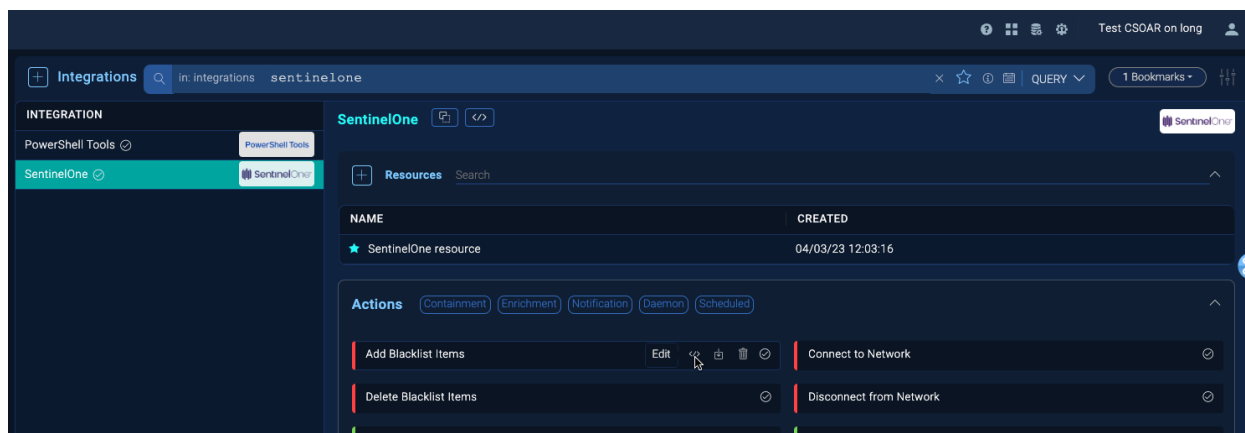 Test CSOAR on long
Integrations in: integrations sentinelone QUERY 1 Bookmarks
INTEGRATION
PowerShell Tools PowerShell Tools
SentinelOne SentinelOne
SentinelOne SentinelOne
Resources Search
NAME CREATED
SentinelOne resource 04/03/23 12:03:16
Actions Containment Enrichment Notification Daemon Scheduled
Add Blacklist Items Edit Connect to Network
Delete Blacklist Items Disconnect from Network